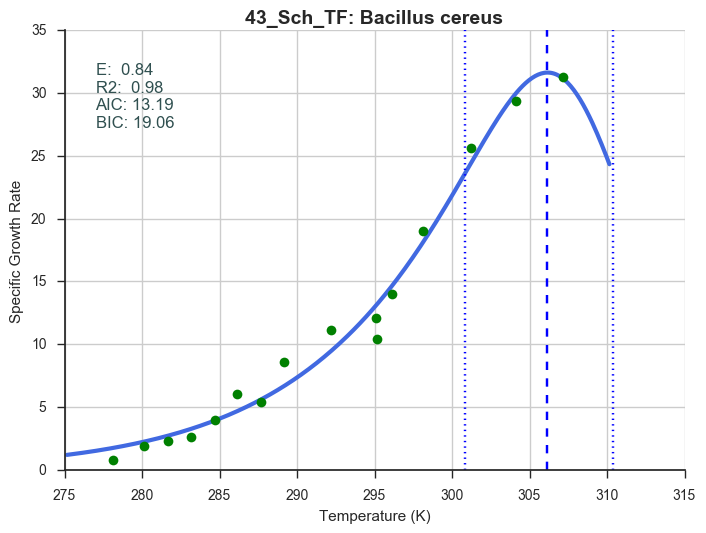 43_Sch_TF: Bacillus cereus
35
30
25
20
15
10
5
0
E:  0.84
R2:  0.98
AIC: 13.19
BIC: 19.06
Specific Growth Rate
275 280 285 290 295 300 305 310 315
Temperature (K)